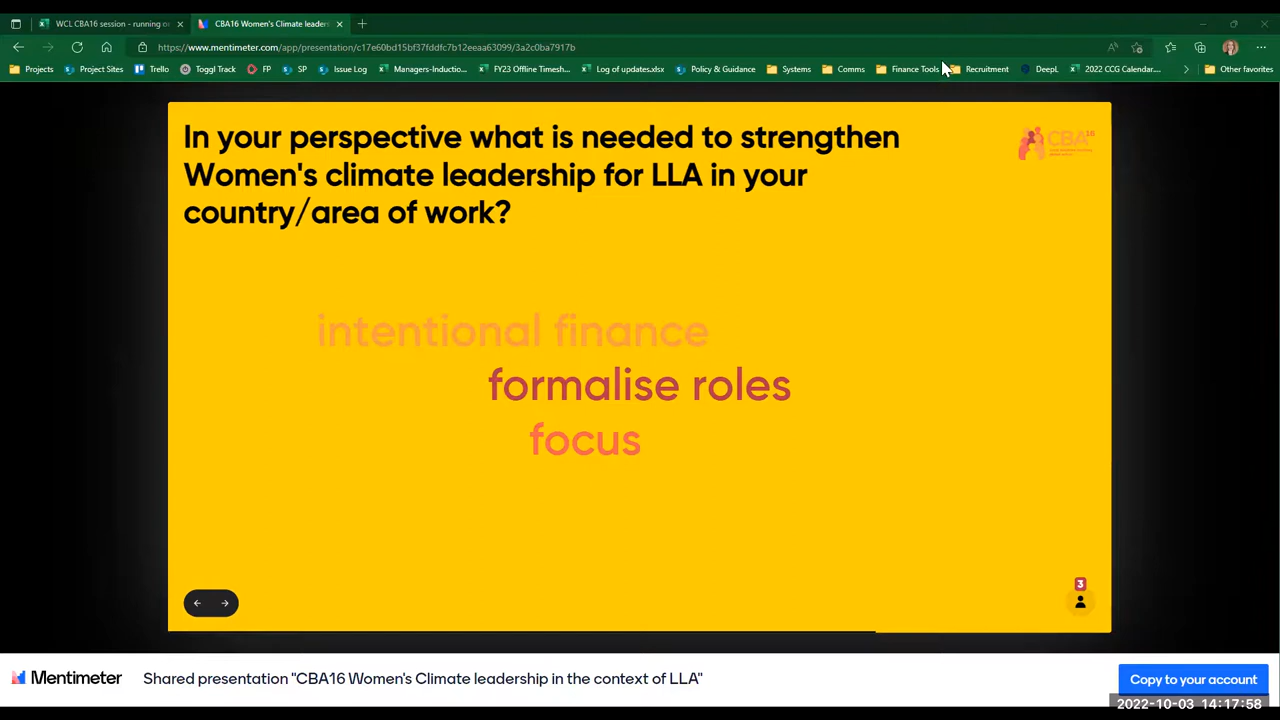 WCL CBA16 session - running o
CBA16 Women's Climate leader
https://www.mentimeter.com/app/presentation/c17e60bd15bf37fddfc7b12eeaa63099/3a2c0ba7917b
Projects Project Sites Trello Toggl Track FP SP Issue Log Managers-Inductio... FY23 Offline Timesh... Log of updates.xlsx Policy & Guidance Systems Comms Finance Tools Recruitment DeepL 2022 CCG Calendar.... Other favorites
In your perspective what is needed to strengthen
Women's climate leadership for LLA in your
country/area of work?
CBA16
intentional finance
formalise roles
focus
3
Mentimeter
Shared presentation "CBA16 Women's Climate leadership in the context of LLA"
Copy to your account
2022-10-03 14:17:58